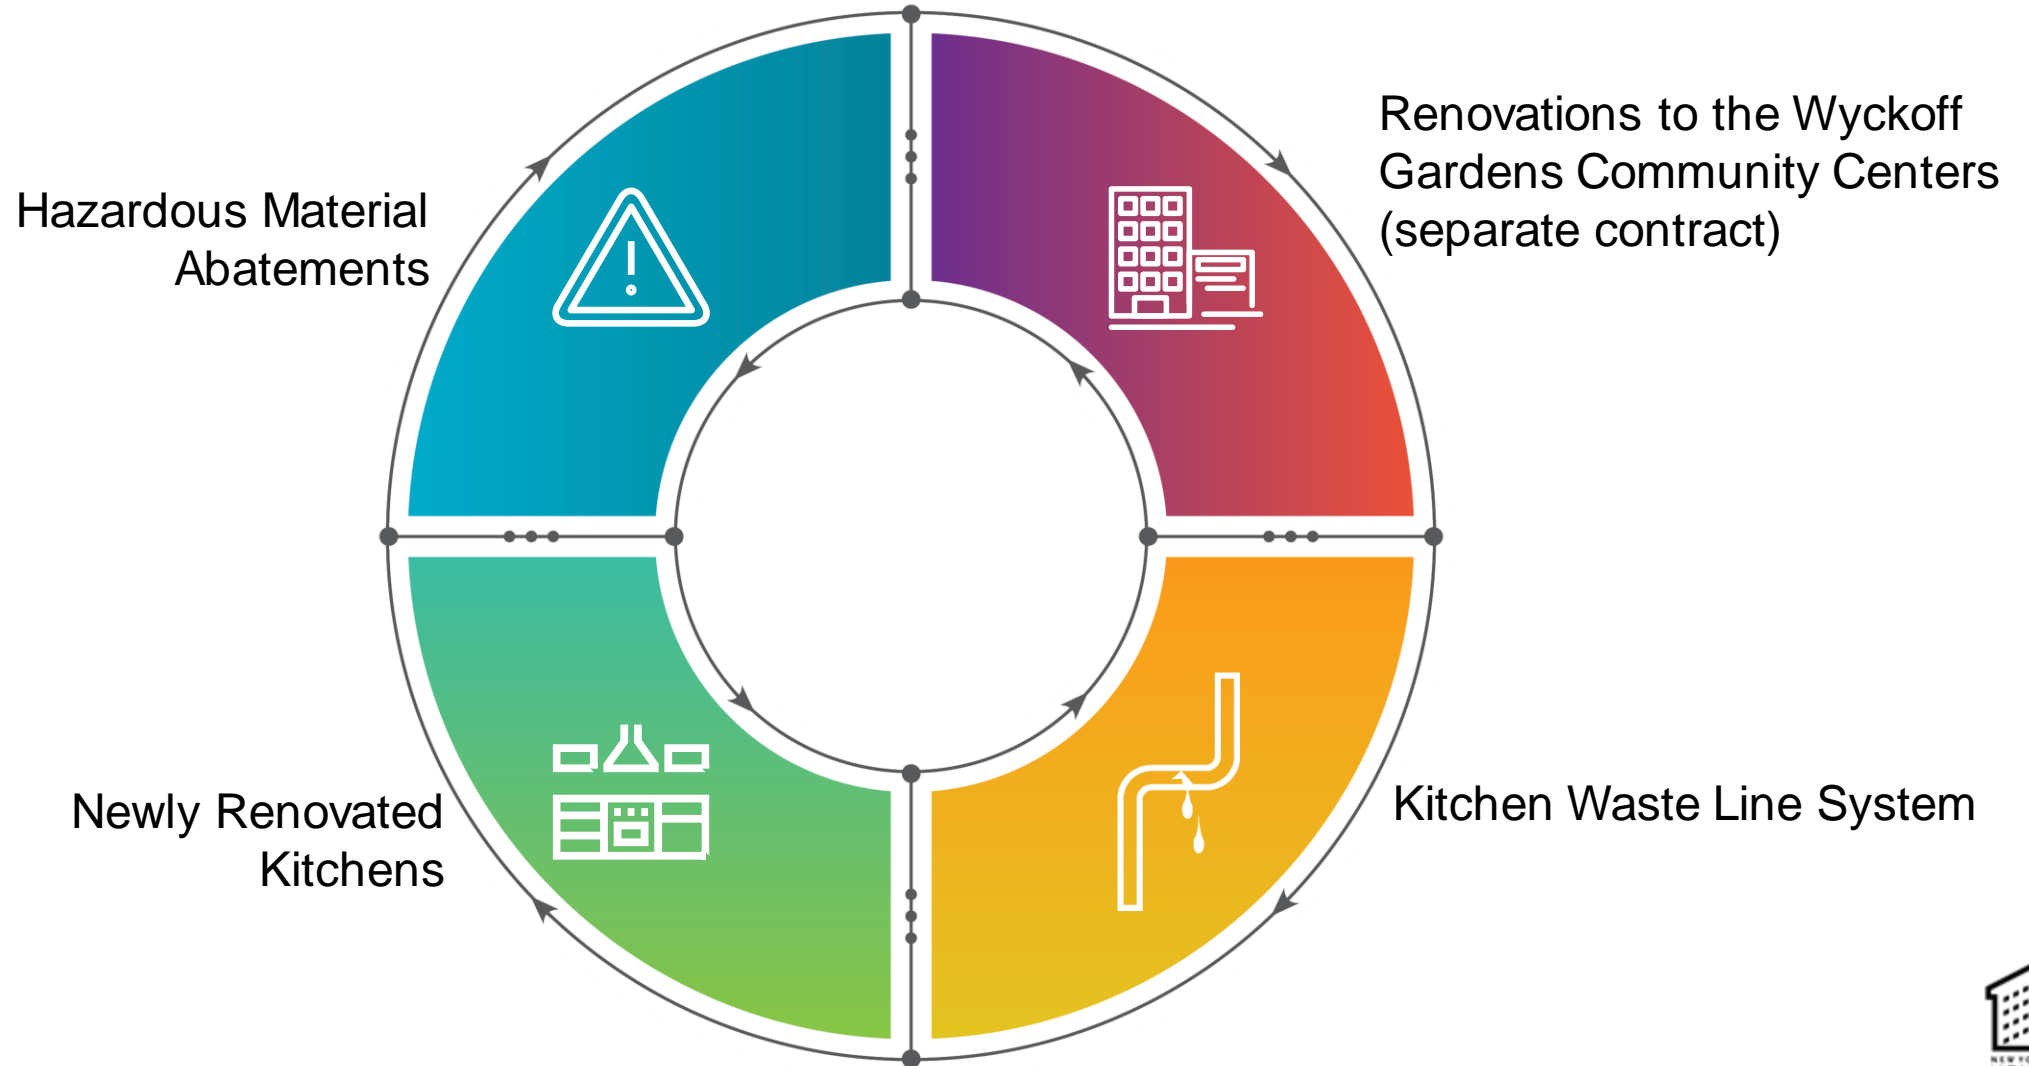 Hazardous Material
Abatements
Renovations to the Wyckoff
Gardens Community Centers
(separate contract)
Newly Renovated
Kitchens
Kitchen Waste Line System